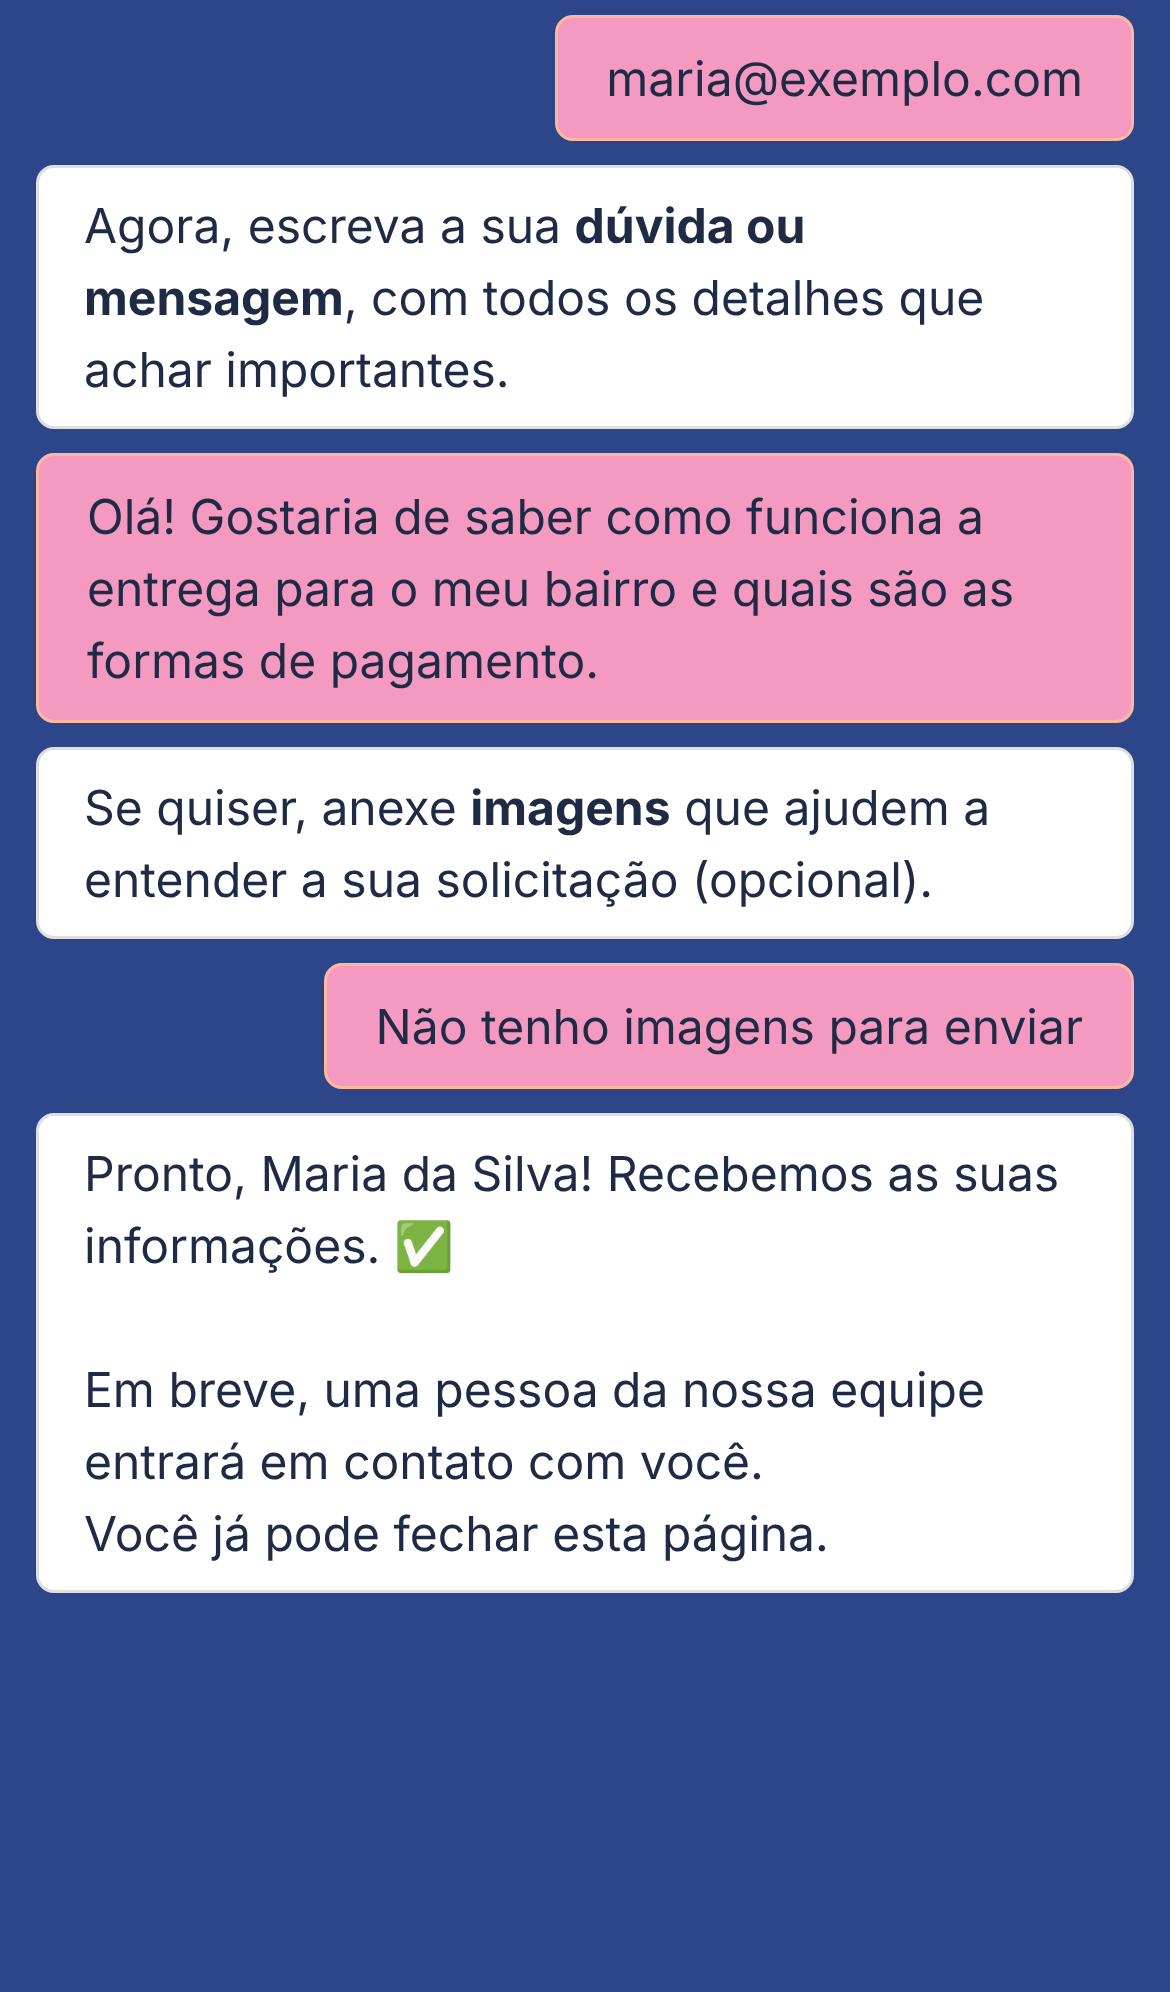 maria@exemplo.com
Agora, escreva a sua dúvida ou
mensagem, com todos os detalhes que
achar importantes.
Olá! Gostaria de saber como funciona a
entrega para o meu bairro e quais são as
formas de pagamento.
Se quiser, anexe imagens que ajudem a
entender a sua solicitação (opcional).
Não tenho imagens para enviar
Pronto, Maria da Silva! Recebemos as suas
informações. ✅
Em breve, uma pessoa da nossa equipe
entrará em contato com você.
Você já pode fechar esta página.